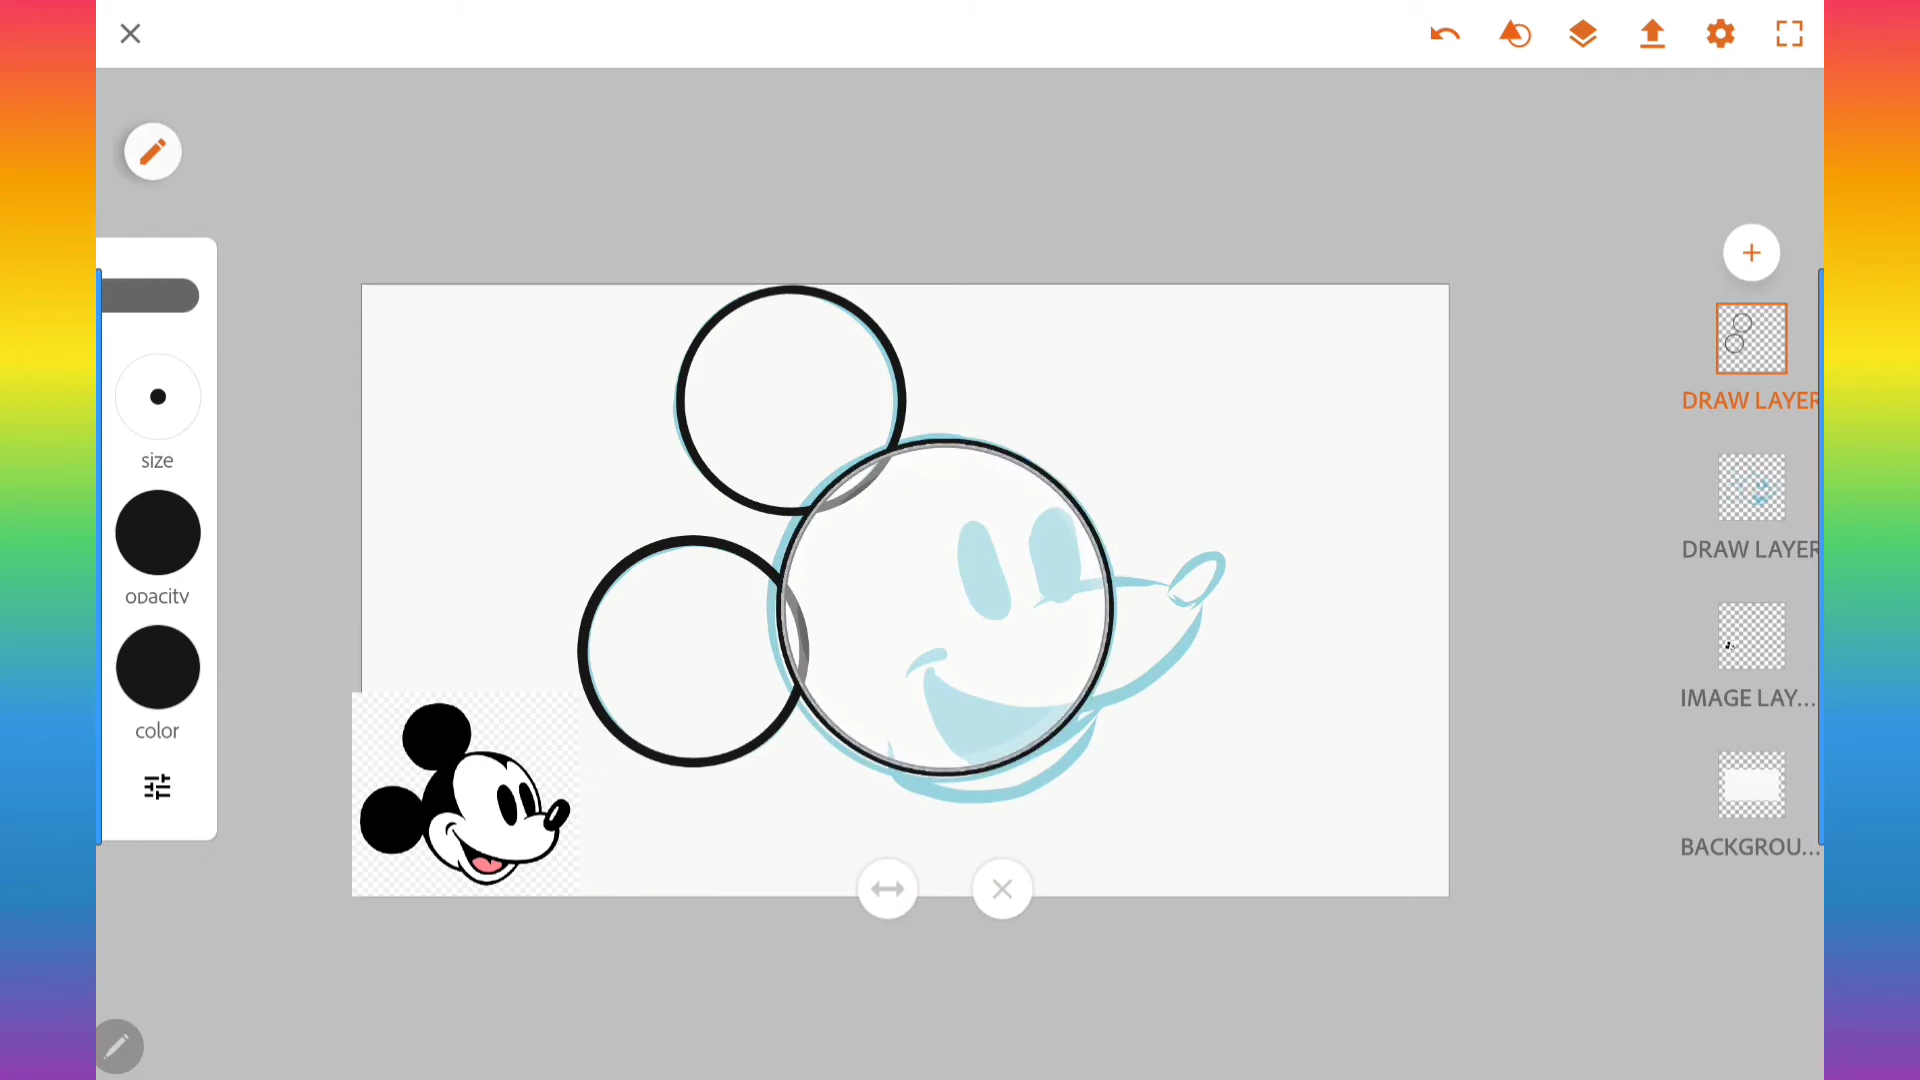 size
opacity
color
DRAW LAYER
DRAW LAYER
IMAGE LAY...
BACKGROU...